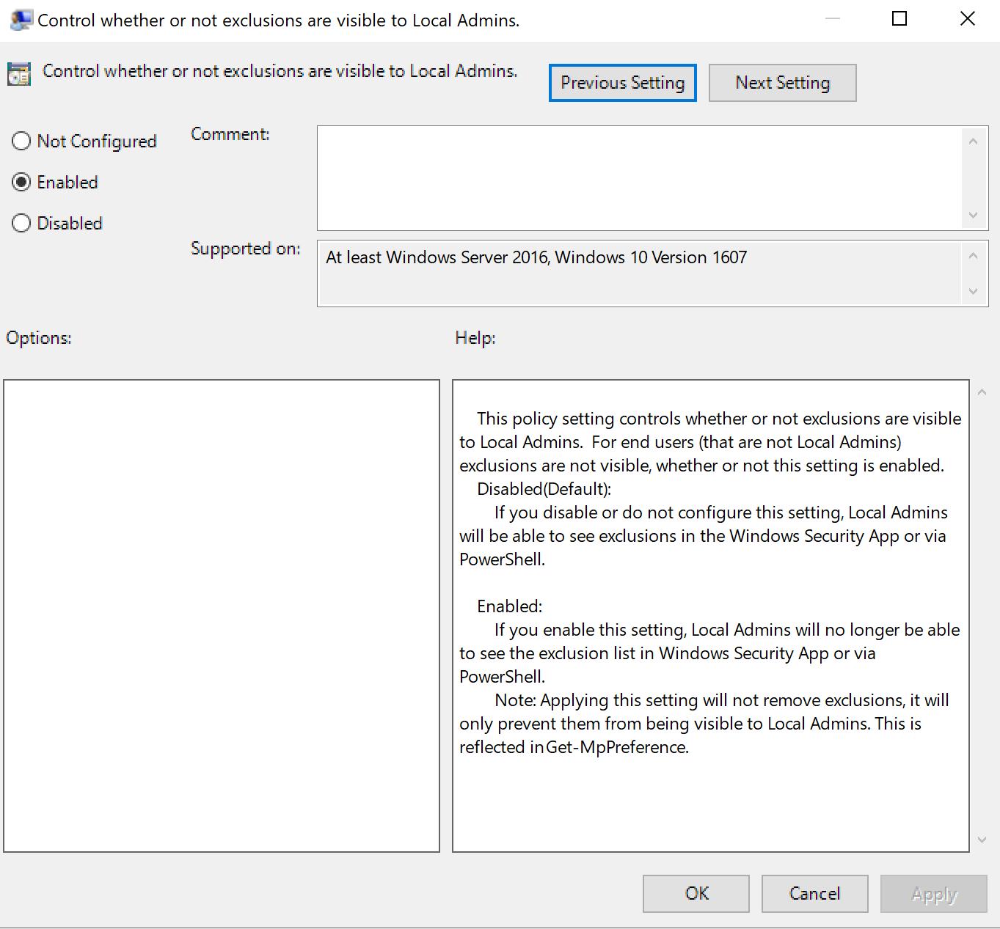 Control whether or not exclusions are visible to Local Admins.
Control whether or not exclusions are visible to Local Admins.
Previous Setting
Next Setting
Not Configured
Enabled
Disabled
Comment:
Supported on:
At least Windows Server 2016, Windows 10 Version 1607
Options:
Help:
This policy setting controls whether or not exclusions are visible
to Local Admins.  For end users (that are not Local Admins)
exclusions are not visible, whether or not this setting is enabled.
Disabled(Default):
If you disable or do not configure this setting, Local Admins
will be able to see exclusions in the Windows Security App or via
PowerShell.
Enabled:
If you enable this setting, Local Admins will no longer be able
to see the exclusion list in Windows Security App or via
PowerShell.
Note: Applying this setting will not remove exclusions, it will
only prevent them from being visible to Local Admins. This is
reflected in Get-MpPreference.
OK
Cancel
Apply